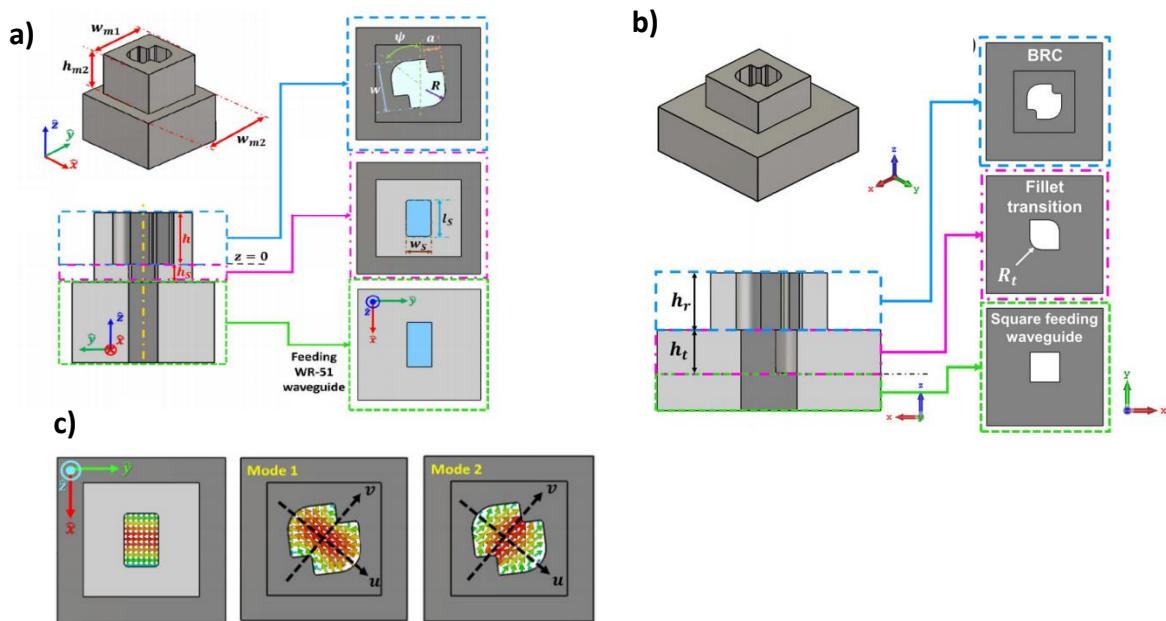 a)
w_m1
h_m2
w_m2
ẑ
ŷ
x̂
ψ
a
w
R
l_s
w_s
h
z = 0
h_s
ẑ
ŷ
x̂
ŷ
ẑ
x̂
Feeding
WR-51
waveguide
b)
z
x
y
BRC
Fillet
transition
R_t
Square feeding
waveguide
h_r
h_t
z
x
y
y
x
c)
ẑ
ŷ
x̂
Mode 1
v
u
Mode 2
v
u